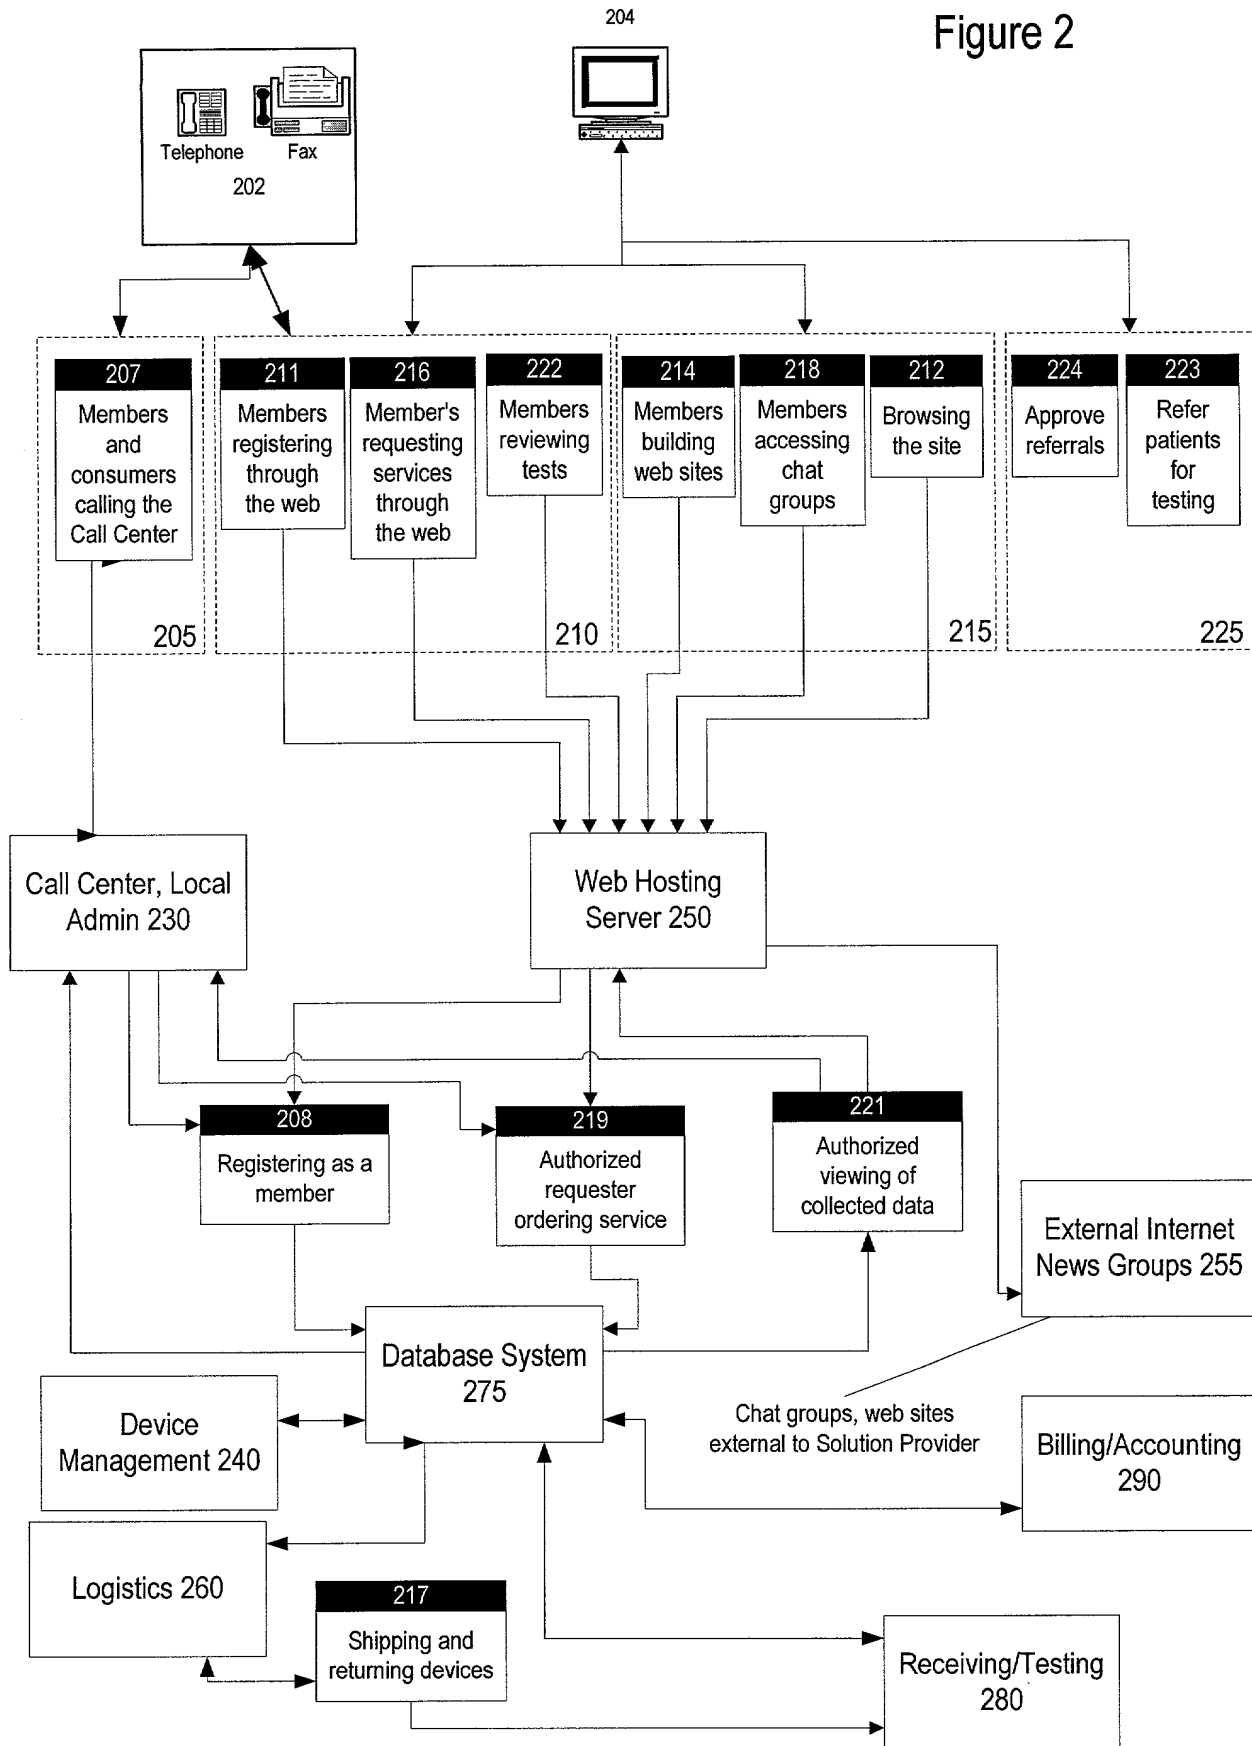 204
Figure 2
Telephone
Fax
202
207
Members
and
consumers
calling the
Call Center
211
Members
registering
through
the web
216
Member's
requesting
services
through
the web
222
Members
reviewing
tests
214
Members
building
web sites
218
Members
accessing
chat
groups
212
Browsing
the site
224
Approve
referrals
223
Refer
patients
for
testing
205
210
215
225
Call Center, Local
Admin 230
Web Hosting
Server 250
208
Registering as a
member
219
Authorized
requester
ordering service
221
Authorized
viewing of
collected data
External Internet
News Groups 255
Database System
275
Chat groups, web sites
external to Solution Provider
Device
Management 240
Billing/Accounting
290
Logistics 260
217
Shipping and
returning devices
Receiving/Testing
280